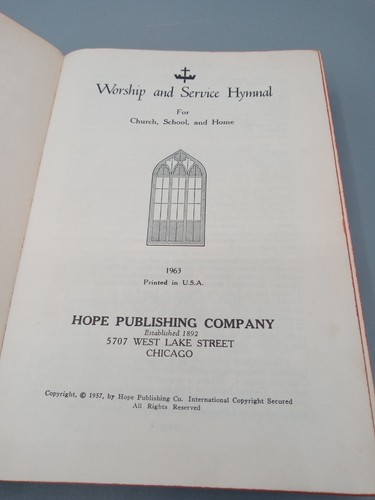 Worship and Service Hymnal
For
Church, School, and Home
1963
Printed in U.S.A.
HOPE PUBLISHING COMPANY
Established 1892
5707 WEST LAKE STREET
CHICAGO
Copyright, © 1957, by Hope Publishing Co. International Copyright Secured
All Rights Reserved